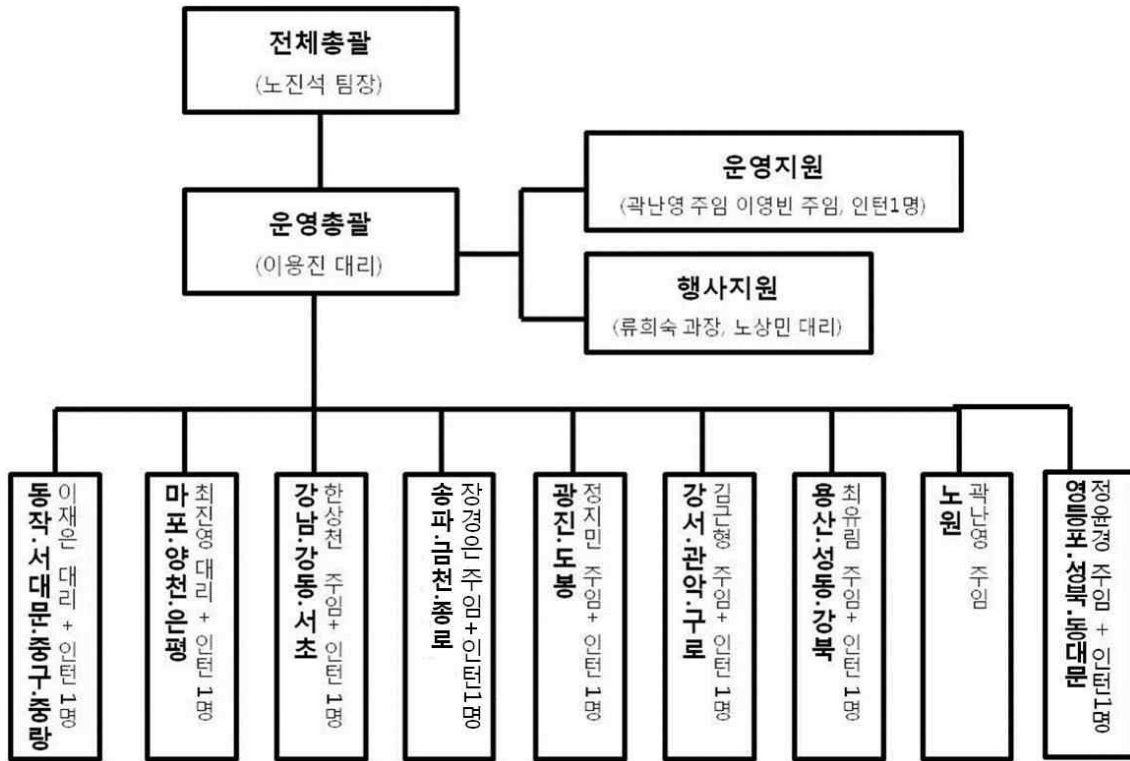 전체총괄
(노진석 팀장)
운영지원
(곽난영 주임 이영빈 주임, 인턴1명)
운영총괄
(이용진 대리)
행사지원
(류희숙 과장, 노상민 대리)
동작.서대문.중구.중랑
이재은 대리 + 인턴 1명
마포.양천.은평
최진영 대리 + 인턴 1명
강남.강동.서초
한상천 주임+ 인턴 1명
송파.금천.종로
장경은 주임+인턴1명
광진.도봉
정지민 주임+ 인턴 1명
강서.관악.구로
김근형 주임+ 인턴 1명
용산.성동.강북
최유림 주임+ 인턴 1명
노원
곽난영 주임
영등포.성북.동대문
정윤경 주임 + 인턴1명